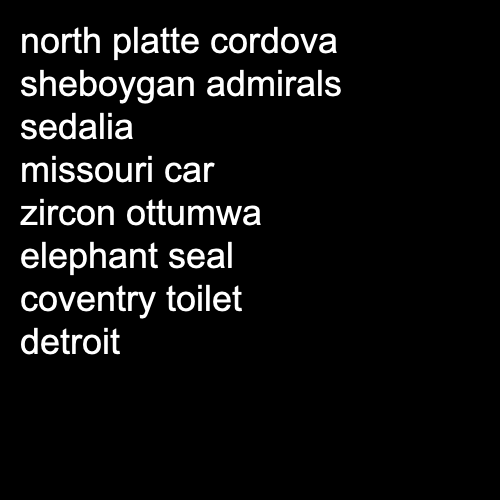 north platte cordova
sheboygan admirals
sedalia
missouri car
zircon ottumwa
elephant seal
coventry toilet
detroit